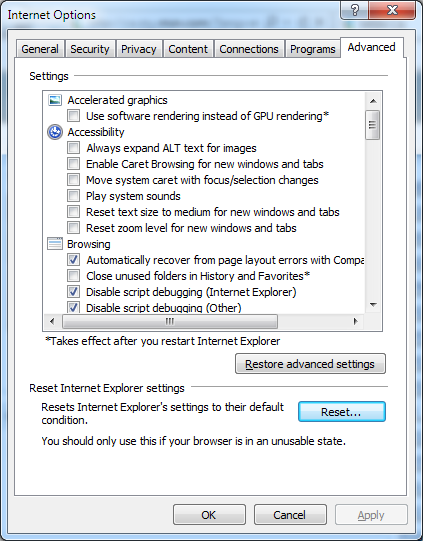 Internet Options
General Security Privacy Content Connections Programs Advanced
Settings
Accelerated graphics
Use software rendering instead of GPU rendering*
Accessibility
Always expand ALT text for images
Enable Caret Browsing for new windows and tabs
Move system caret with focus/selection changes
Play system sounds
Reset text size to medium for new windows and tabs
Reset zoom level for new windows and tabs
Browsing
Automatically recover from page layout errors with Compa
Close unused folders in History and Favorites*
Disable script debugging (Internet Explorer)
Disable script debugging (Other)
*Takes effect after you restart Internet Explorer
Restore advanced settings
Reset Internet Explorer settings
Resets Internet Explorer's settings to their default
condition.
Reset...
You should only use this if your browser is in an unusable state.
OK Cancel Apply